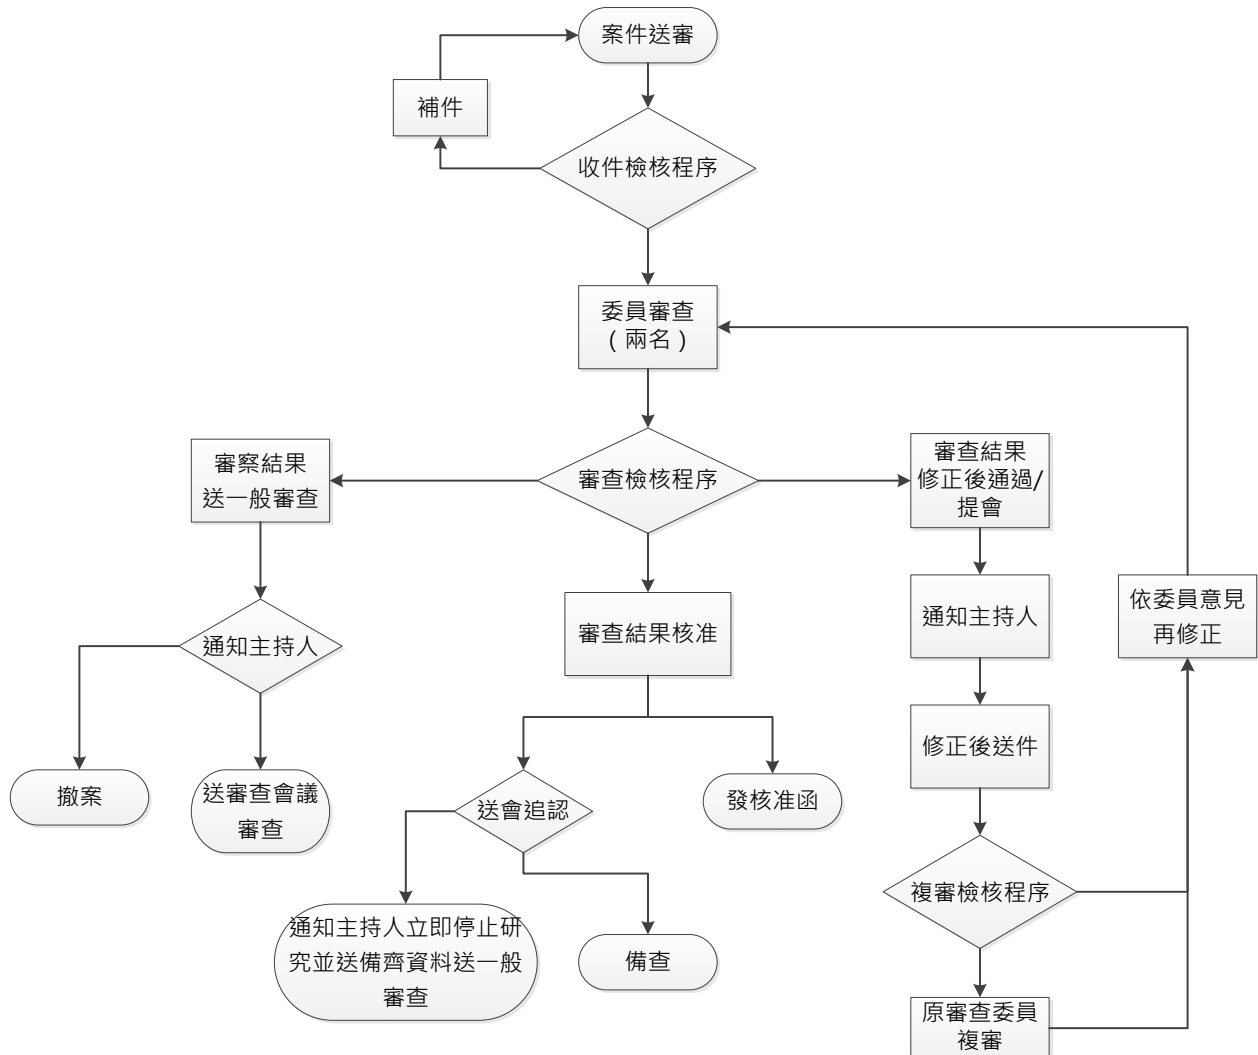 案件送審
補件
收件檢核程序
委員審查
（兩名）
審察結果
送一般審查
審查檢核程序
審查結果
修正後通過/
提會
通知主持人
審查結果核准
通知主持人
依委員意見
再修正
修正後送件
撤案
送審查會議
審查
送會追認
發核准函
複審檢核程序
通知主持人立即停止研
究並送備齊資料送一般
審查
備查
原審查委員
複審